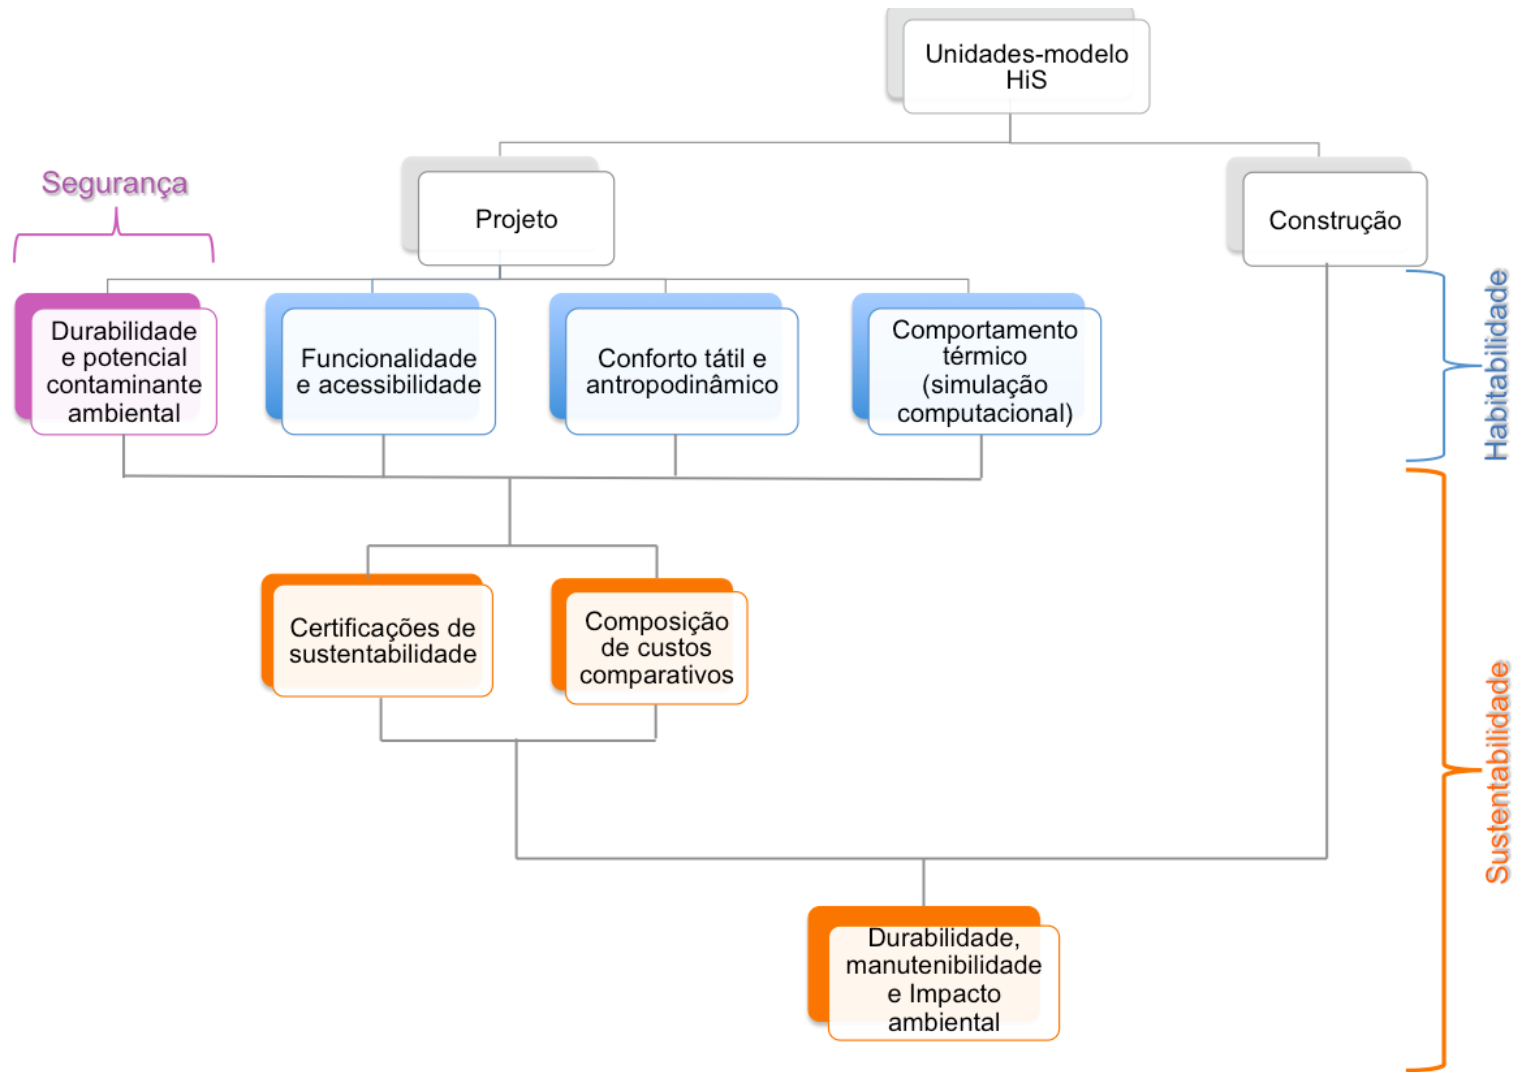 Unidades-modelo
HiS
Segurança
Projeto
Construção
Durabilidade
e potencial
contaminante
ambiental
Funcionalidade
e acessibilidade
Conforto tátil e
antropodinâmico
Comportamento
térmico
(simulação
computacional)
Habitabilidade
Certificações de
sustentabilidade
Composição
de custos
comparativos
Sustentabilidade
Durabilidade,
manutenibilidade
e Impacto
ambiental